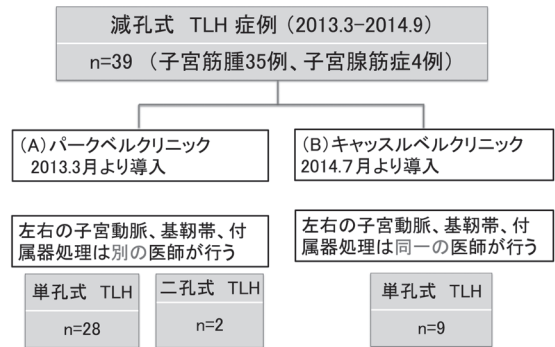 減孔式 TLH 症例 (2013.3-2014.9)
n=39 (子宮筋腫35例、子宮腺筋症4例)
(A)パークベルクリニック
2013.3月より導入
(B)キャッスルベルクリニック
2014.7月より導入
左右の子宮動脈、基靭帯、付
属器処理は別の医師が行う
左右の子宮動脈、基靭帯、付
属器処理は同一の医師が行う
単孔式 TLH
n=28
二孔式 TLH
n=2
単孔式 TLH
n=9